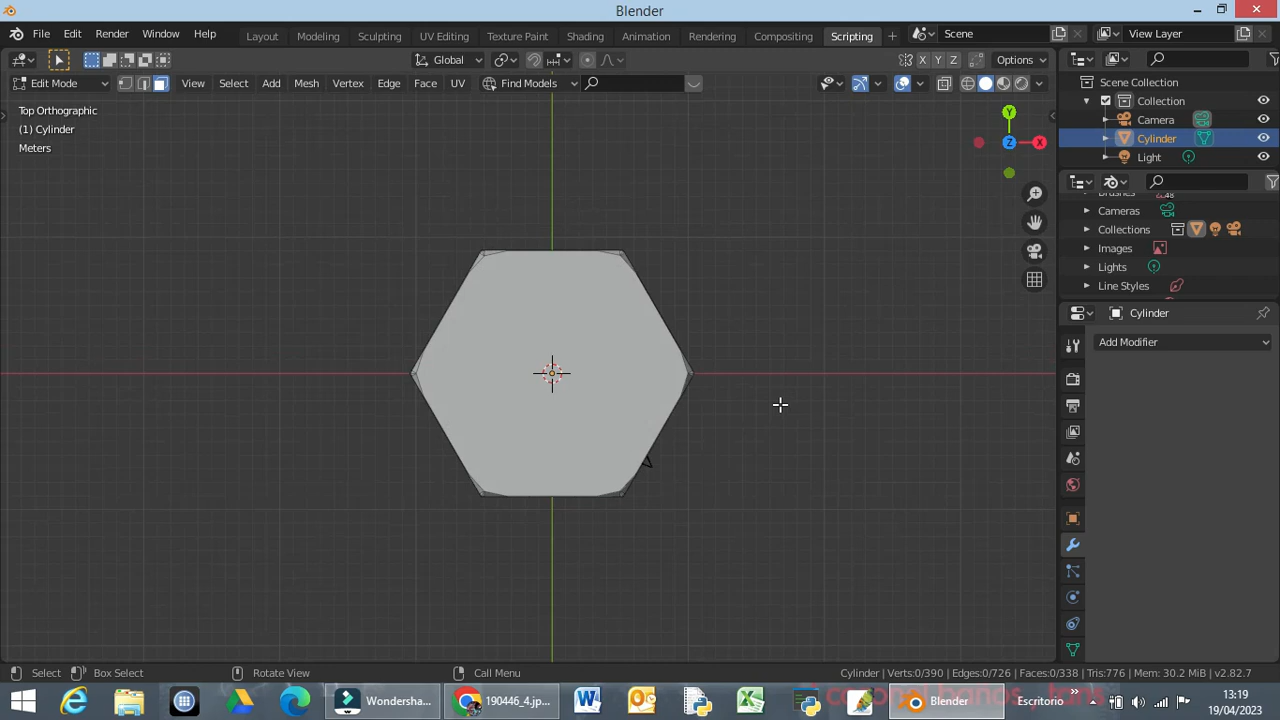 Blender
File Edit Render Window Help Layout Modeling Sculpting UV Editing Texture Paint Shading Animation Rendering Compositing Scripting + Scene View Layer
Global X Y Z Options
Edit Mode View Select Add Mesh Vertex Edge Face UV Find Models
Top Orthographic
(1) Cylinder
Meters
Y
Z X
Scene Collection
Collection
Camera
Cylinder
Light
Brushes 48
Cameras
Collections
Images
Lights
Line Styles
Cylinder
Add Modifier
Select Box Select Rotate View Call Menu Cylinder | Verts:0/390 | Edges:0/726 | Faces:0/338 | Tris:776 | Mem: 30.2 MiB | v2.82.7
Wondersha... 190446_4.jp... Blender Escritorio
13:19
19/04/2023